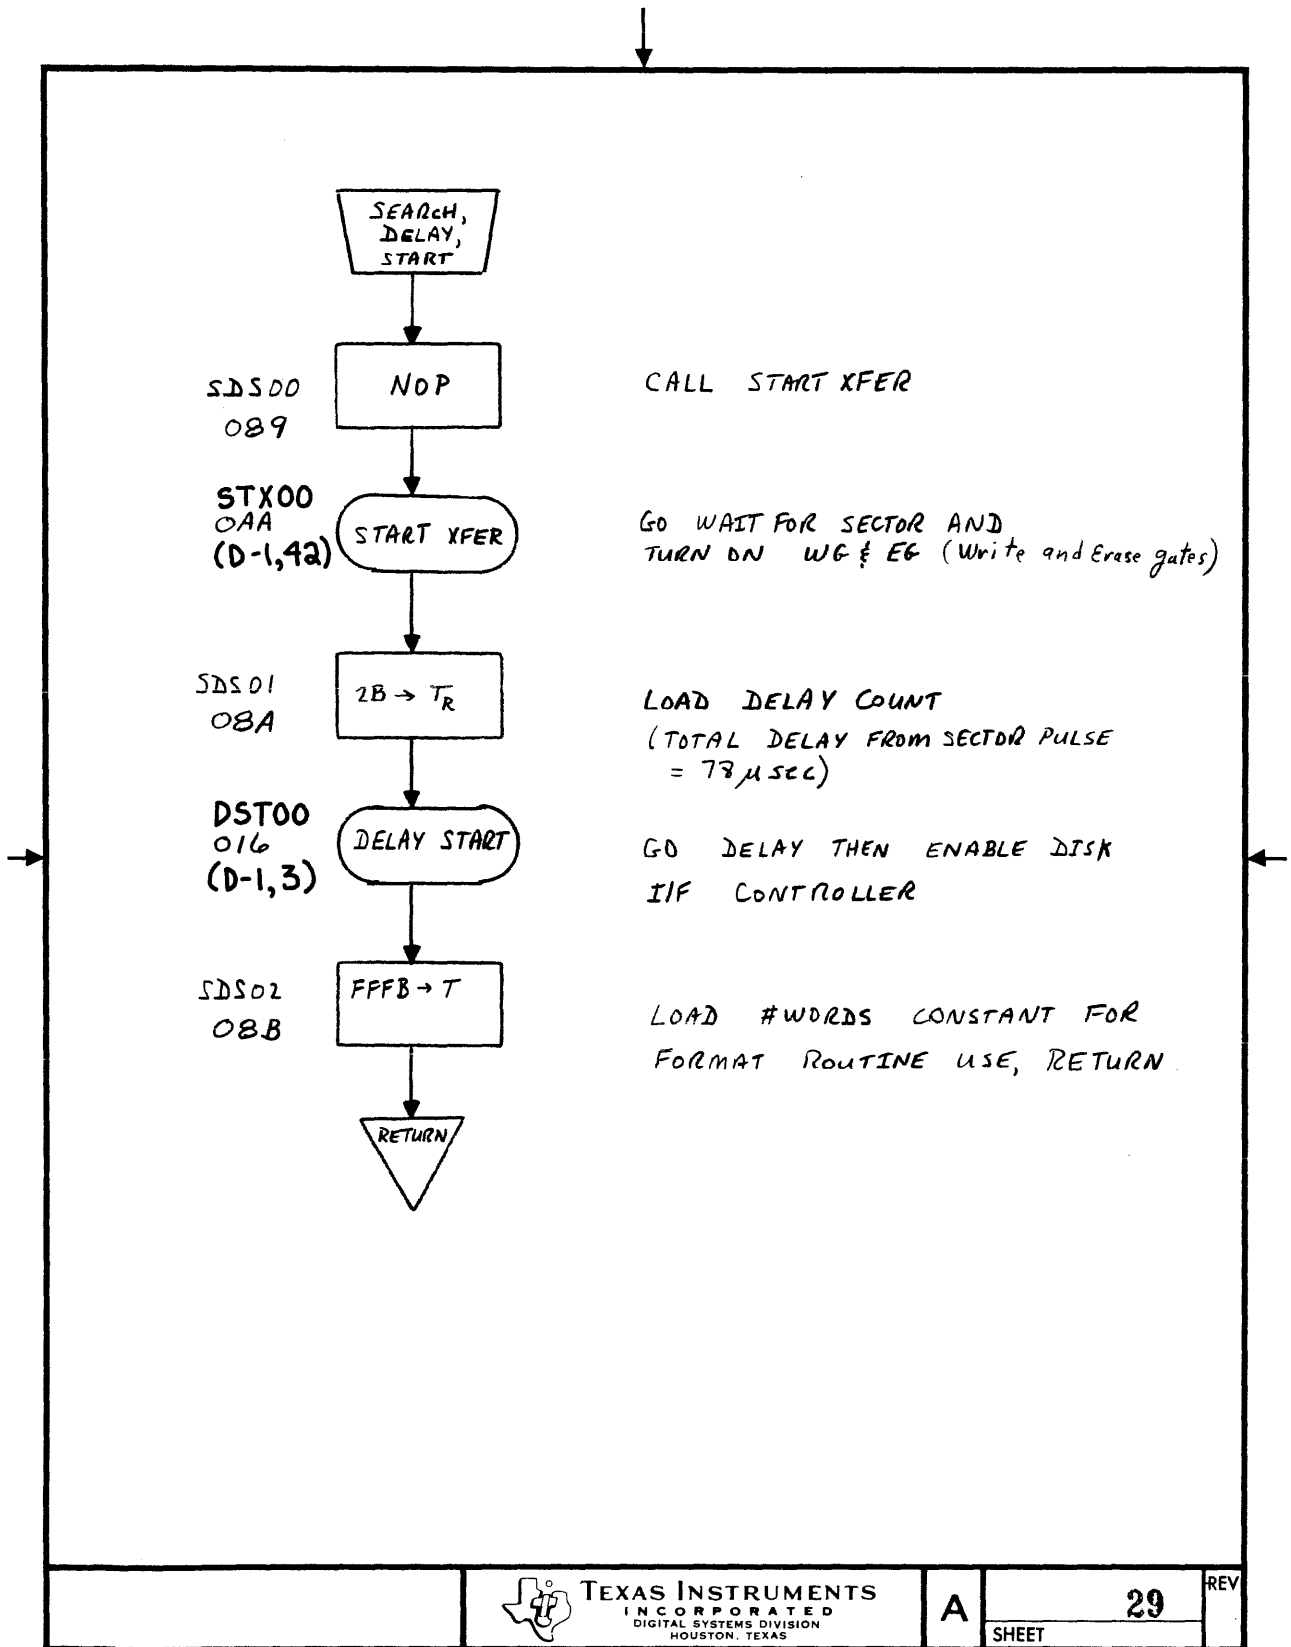 SEARCH,
DELAY,
START
SDS00
089
NOP
CALL START XFER
STX00
0AA
(D-1,42)
START XFER
GO WAIT FOR SECTOR AND
TURN ON WG & EG (Write and Erase gates)
SDS01
08A
2B → TR
LOAD DELAY COUNT
(TOTAL DELAY FROM SECTOR PULSE
= 78 µsec)
DST00
016
(D-1,3)
DELAY START
GO DELAY THEN ENABLE DISK
I/F CONTROLLER
SDS02
08B
FFFB → T
LOAD #WORDS CONSTANT FOR
FORMAT ROUTINE USE, RETURN
RETURN
TEXAS INSTRUMENTS
INCORPORATED
DIGITAL SYSTEMS DIVISION
HOUSTON, TEXAS
A
29
SHEET
REV